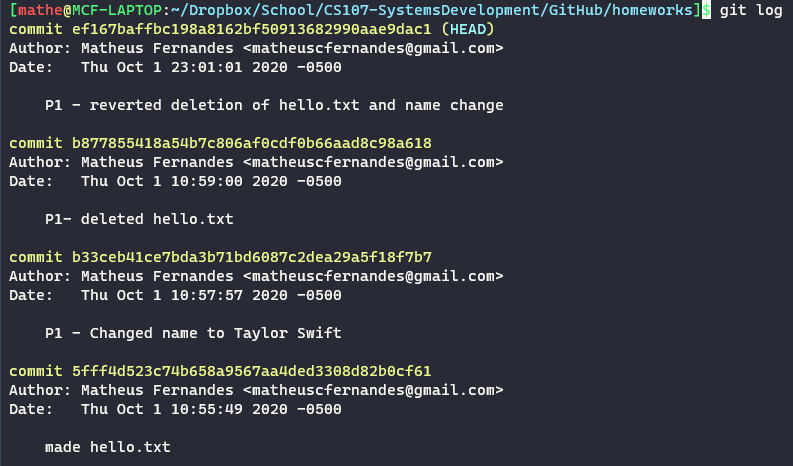 [mathe@MCF-LAPTOP:~/Dropbox/School/CS107-SystemsDevelopment/GitHub/homeworks]$ git log
commit ef167baffbc198a8162bf50913682990aae9dac1 (HEAD)
Author: Matheus Fernandes <matheuscfernandes@gmail.com>
Date:   Thu Oct 1 23:01:01 2020 -0500
P1 - reverted deletion of hello.txt and name change
commit b877855418a54b7c806af0cdf0b66aad8c98a618
Author: Matheus Fernandes <matheuscfernandes@gmail.com>
Date:   Thu Oct 1 10:59:00 2020 -0500
P1- deleted hello.txt
commit b33ceb41ce7bda3b71bd6087c2dea29a5f18f7b7
Author: Matheus Fernandes <matheuscfernandes@gmail.com>
Date:   Thu Oct 1 10:57:57 2020 -0500
P1 - Changed name to Taylor Swift
commit 5fff4d523c74b658a9567aa4ded3308d82b0cf61
Author: Matheus Fernandes <matheuscfernandes@gmail.com>
Date:   Thu Oct 1 10:55:49 2020 -0500
made hello.txt